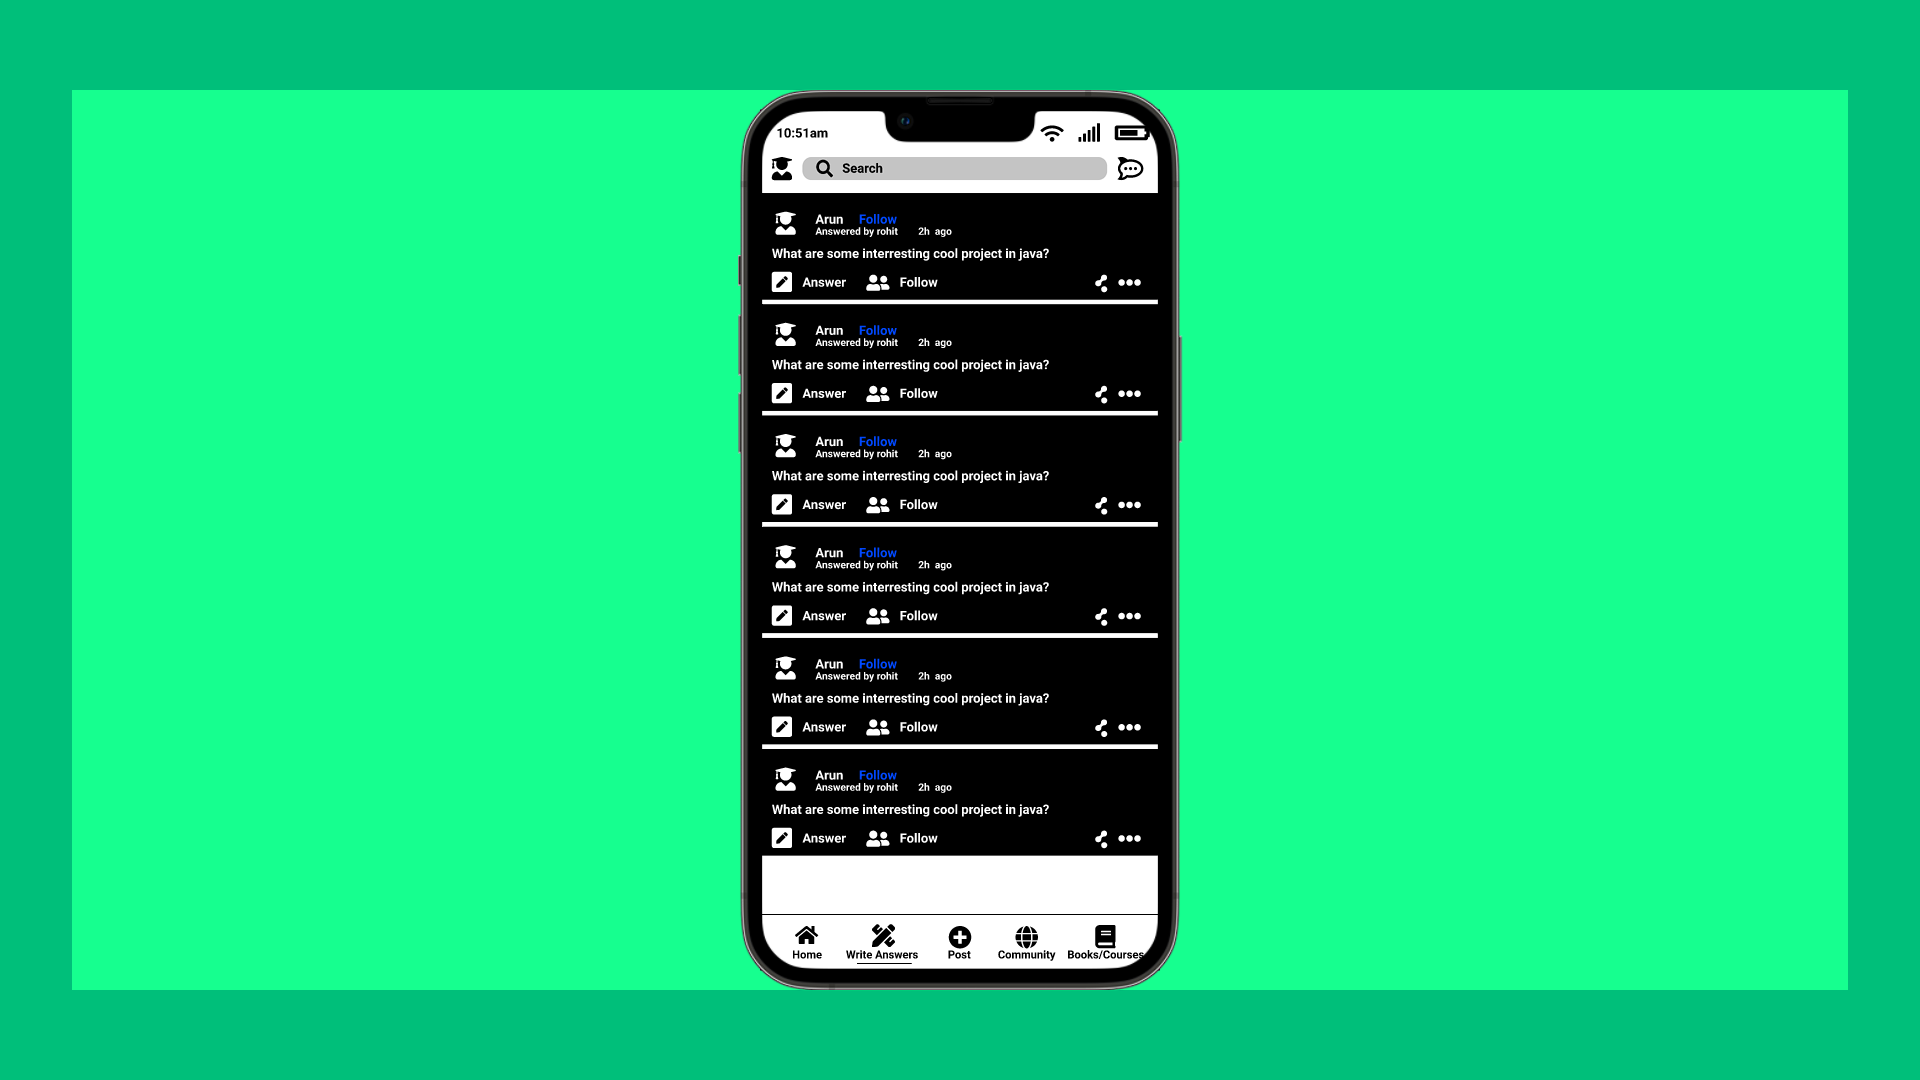 10:51am
Search
Arun Follow
Answered by rohit 2h ago
What are some interresting cool project in java?
Answer Follow
Arun Follow
Answered by rohit 2h ago
What are some interresting cool project in java?
Answer Follow
Arun Follow
Answered by rohit 2h ago
What are some interresting cool project in java?
Answer Follow
Arun Follow
Answered by rohit 2h ago
What are some interresting cool project in java?
Answer Follow
Arun Follow
Answered by rohit 2h ago
What are some interresting cool project in java?
Answer Follow
Arun Follow
Answered by rohit 2h ago
What are some interresting cool project in java?
Answer Follow
Home Write Answers Post Community Books/Courses